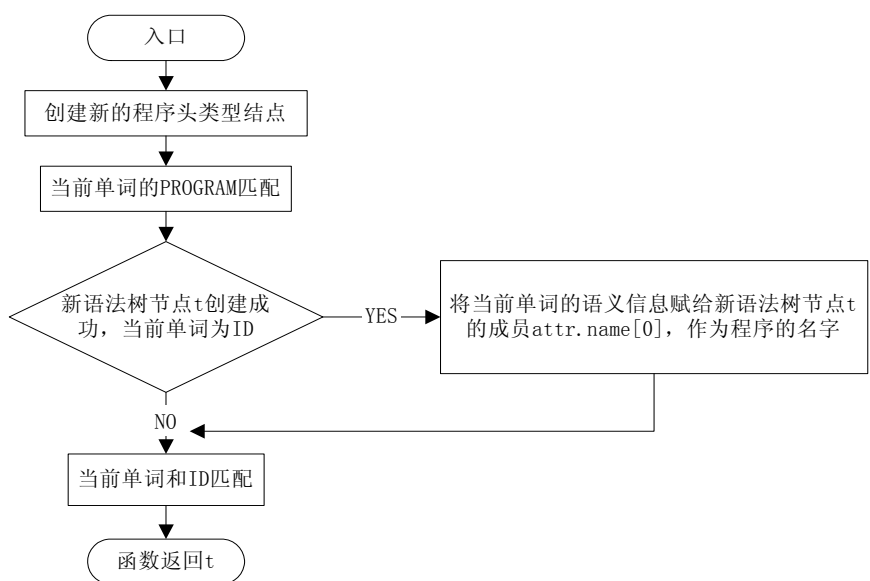 入口
创建新的程序头类型结点
当前单词的PROGRAM匹配
新语法树节点t创建成
功，当前单词为ID
YES
将当前单词的语义信息赋给新语法树节点t
的成员attr.name[0]，作为程序的名字
NO
当前单词和ID匹配
函数返回t